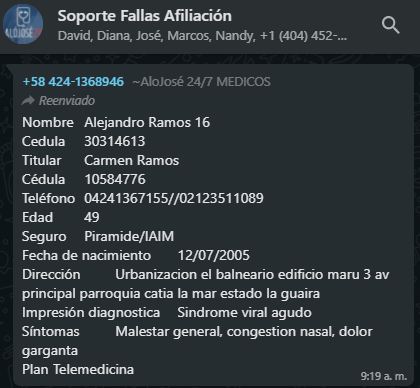 Soporte Fallas Afiliación
David, Diana, José, Marcos, Nandy, +1 (404) 452-...
ALOJOSÉ
+58 424-1368946 ~AloJosé 24/7 MEDICOS
Reenviado
Nombre Alejandro Ramos 16
Cedula 30314613
Titular Carmen Ramos
Cédula 10584776
Teléfono 04241367155//02123511089
Edad 49
Seguro Piramide/IAIM
Fecha de nacimiento 12/07/2005
Dirección Urbanizacion el balneario edificio maru 3 av
principal parroquia catia la mar estado la guaira
Impresión diagnostica Sindrome viral agudo
Síntomas Malestar general, congestion nasal, dolor
garganta
Plan Telemedicina
9:19 a. m.